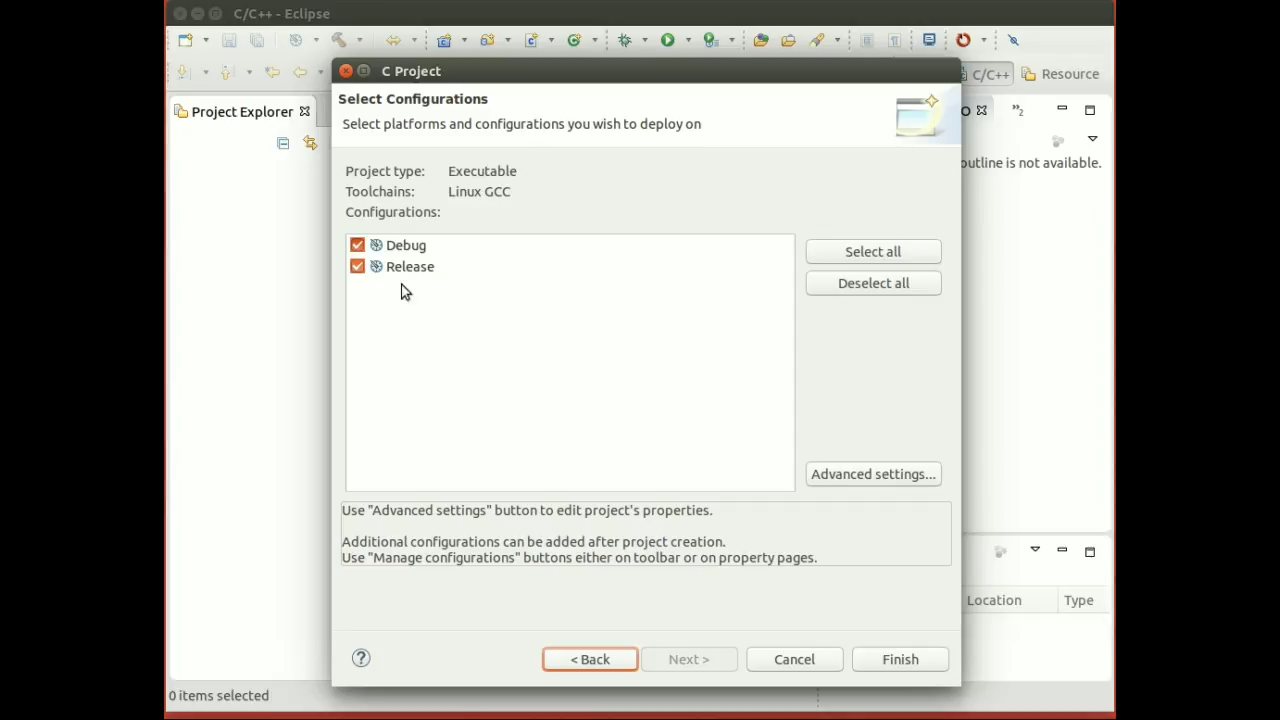 C/C++ - Eclipse
C/C++
Resource
C Project
Select Configurations
Select platforms and configurations you wish to deploy on
Project Explorer
outline is not available.
Project type: Executable
Toolchains: Linux GCC
Configurations:
Debug
Release
Select all
Deselect all
Advanced settings...
Use "Advanced settings" button to edit project's properties.
Additional configurations can be added after project creation.
Use "Manage configurations" buttons either on toolbar or on property pages.
Location Type
< Back Next > Cancel Finish
0 items selected